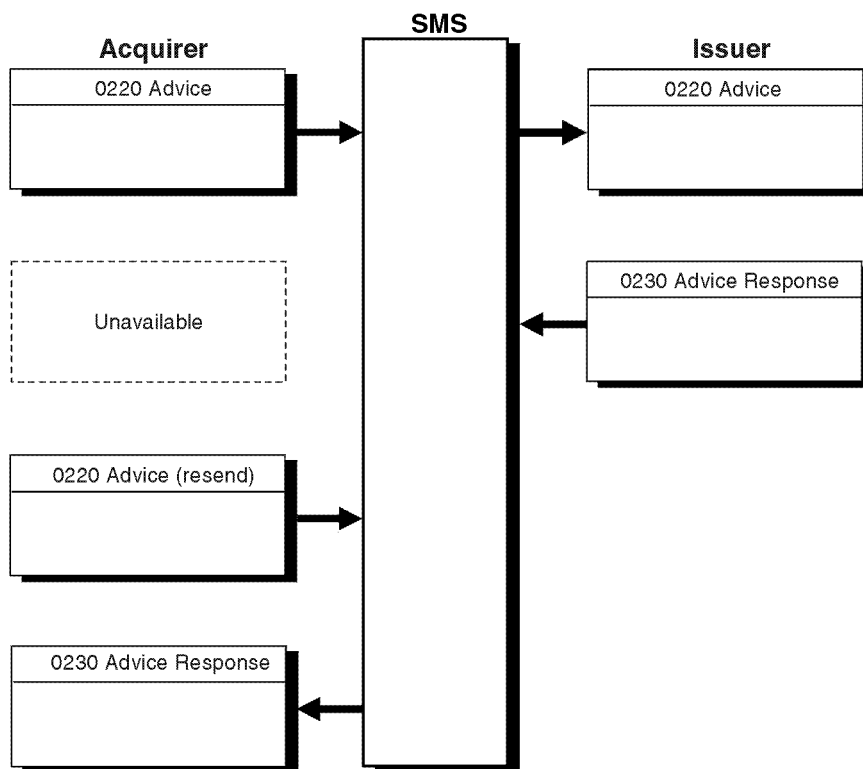 SMS
Acquirer
Issuer
0220 Advice
0220 Advice
Unavailable
0230 Advice Response
0220 Advice (resend)
0230 Advice Response